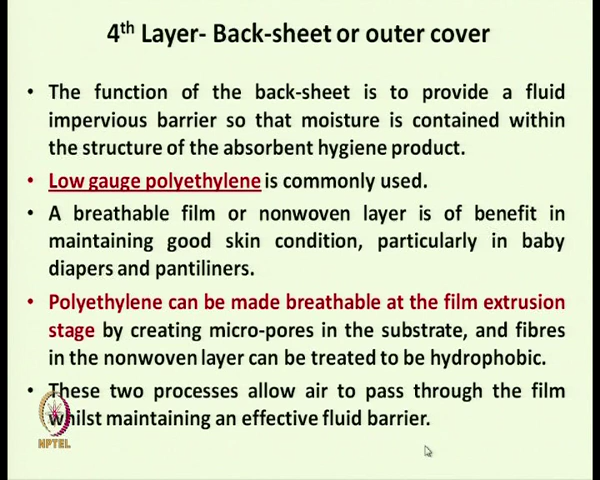 4th Layer- Back-sheet or outer cover
• The function of the back-sheet is to provide a fluid
impervious barrier so that moisture is contained within
the structure of the absorbent hygiene product.
• Low gauge polyethylene is commonly used.
• A breathable film or nonwoven layer is of benefit in
maintaining good skin condition, particularly in baby
diapers and pantiliners.
• Polyethylene can be made breathable at the film extrusion
stage by creating micro-pores in the substrate, and fibres
in the nonwoven layer can be treated to be hydrophobic.
• These two processes allow air to pass through the film
whilst maintaining an effective fluid barrier.
NPTEL